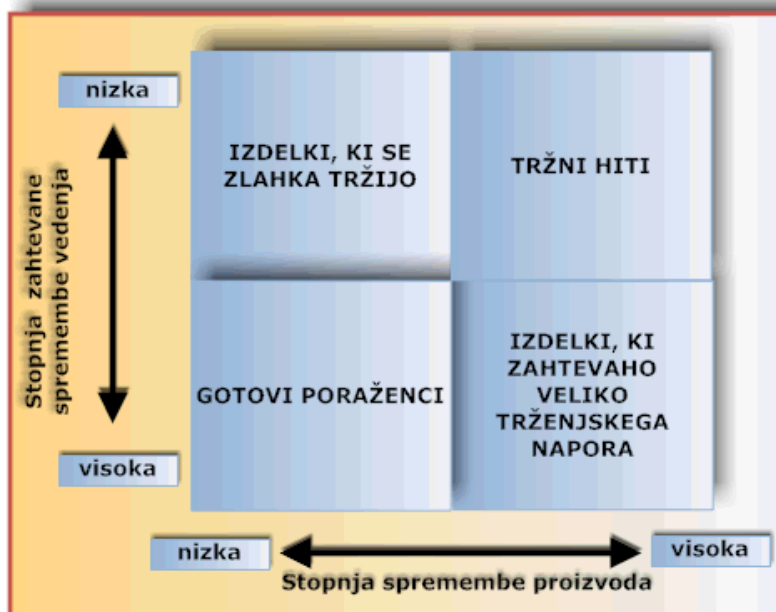 nizka
Stopnja zahtevane
spremembe vedenja
visoka
IZDELKI, KI SE
ZLAHKA TRŽIJO
TRŽNI HITI
GOTOVI PORAŽENCI
IZDELKI, KI
ZAHTEVAHO
VELIKO
TRŽENJSKEGA
NAPORA
nizka
visoka
Stopnja spremembe proizvoda